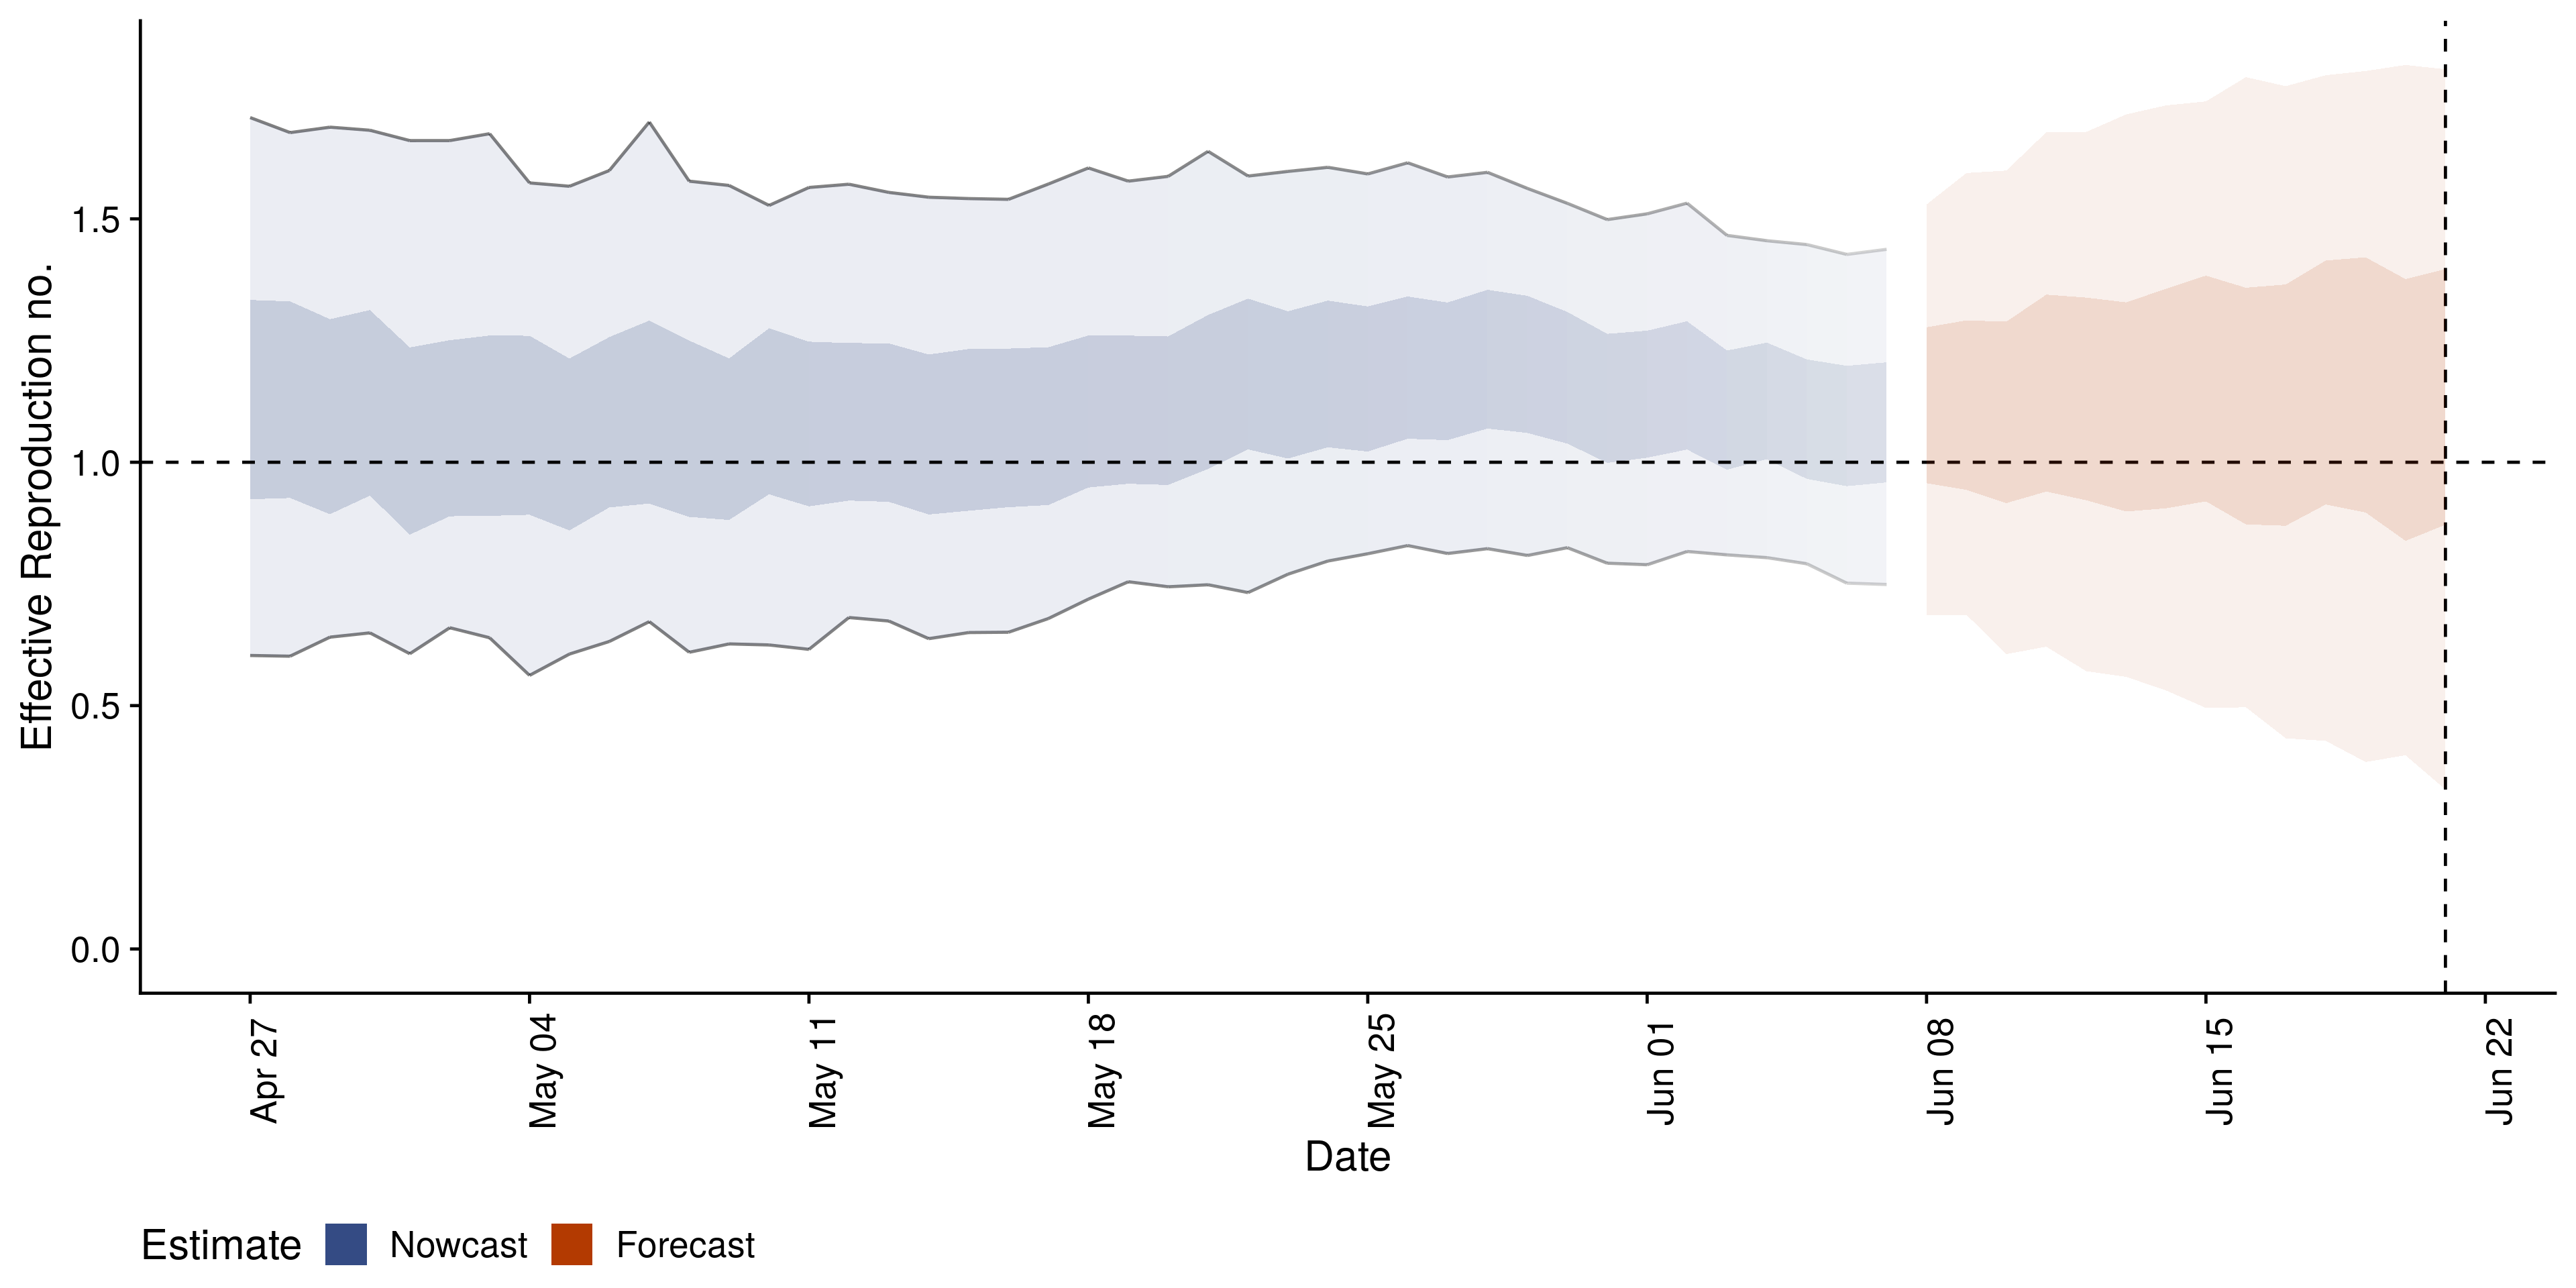 Effective Reproduction no.
1.5
1.0
0.5
0.0
Apr 27
May 04
May 11
May 18
May 25
Jun 01
Jun 08
Jun 15
Jun 22
Date
Estimate Nowcast Forecast